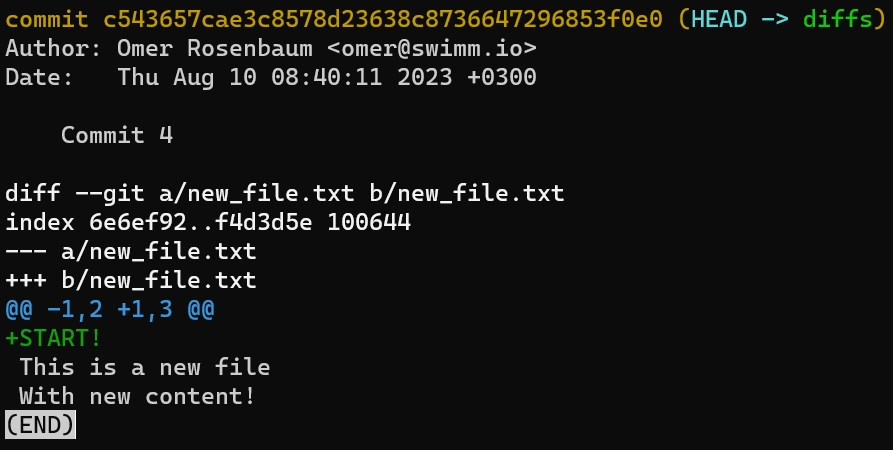 commit c543657cae3c8578d23638c8736647296853f0e0 (HEAD -> diffs)
Author: Omer Rosenbaum <omer@swimm.io>
Date:   Thu Aug 10 08:40:11 2023 +0300

    Commit 4

diff --git a/new_file.txt b/new_file.txt
index 6e6ef92..f4d3d5e 100644
--- a/new_file.txt
+++ b/new_file.txt
@@ -1,2 +1,3 @@
+START!
 This is a new file
 With new content!
(END)